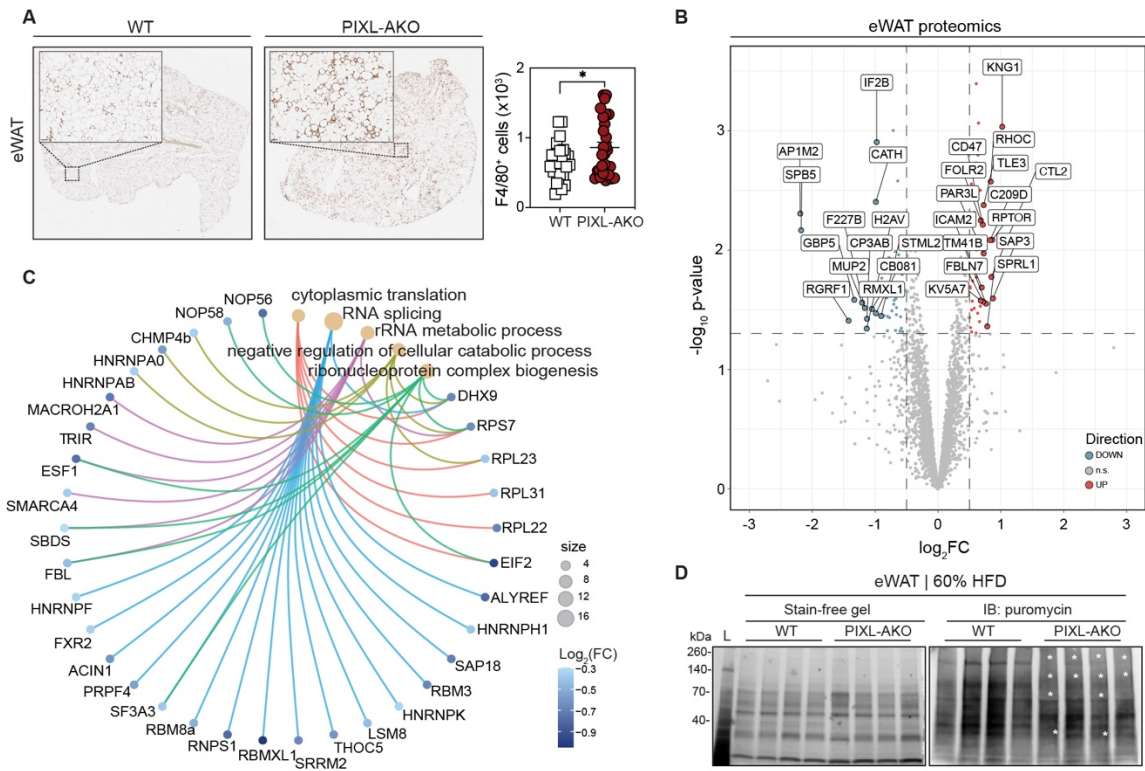 A
WT
PIXL-AKO
eWAT
F4/80⁺ cells (x10³)
2
1
0
*
WT PIXL-AKO
B
eWAT proteomics
KNG1
IF2B
RHOC
CD47
AP1M2
CATH
TLE3
FOLR2
CTL2
SPB5
PAR3L
C209D
F227B
H2AV
ICAM2
RPTOR
GBP5
CP3AB
STML2
TM41B
SAP3
MUP2
CB081
FBLN7
SPRL1
RGRF1
RMXL1
KV5A7
-log₁₀ p-value
3
2
1
0
-3 -2 -1 0 1 2 3
log₂FC
Direction
DOWN
n.s.
UP
C
cytoplasmic translation
RNA splicing
rRNA metabolic process
negative regulation of cellular catabolic process
ribonucleoprotein complex biogenesis
NOP56
NOP58
CHMP4b
HNRNPA0
HNRNPAB
MACROH2A1
TRIR
ESF1
SMARCA4
SBDS
FBL
HNRNPF
FXR2
ACIN1
PRPF4
SF3A3
RBM8a
RNPS1
RBMXL1
SRRM2
THOC5
LSM8
HNRNPK
RBM3
SAP18
HNRNPH1
ALYREF
EIF2
RPL22
RPL31
RPL23
RPS7
DHX9
size
4
8
12
16
Log₂(FC)
−0.3
−0.5
−0.7
−0.9
D
eWAT | 60% HFD
Stain-free gel
IB: puromycin
kDa L WT PIXL-AKO WT PIXL-AKO
260-
140-
70-
40-
* * * *
* * * *
* *
* *